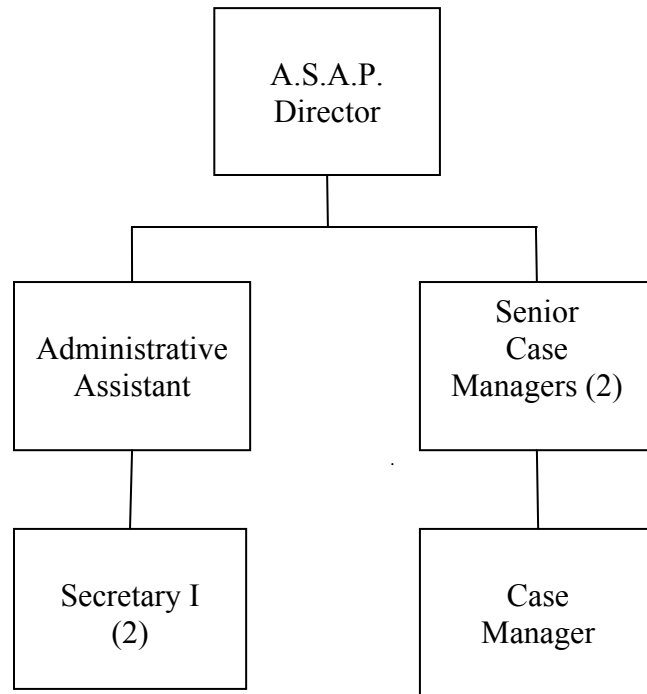 A.S.A.P.
Director
Administrative
Assistant
Senior
Case
Managers (2)
Secretary I
(2)
Case
Manager